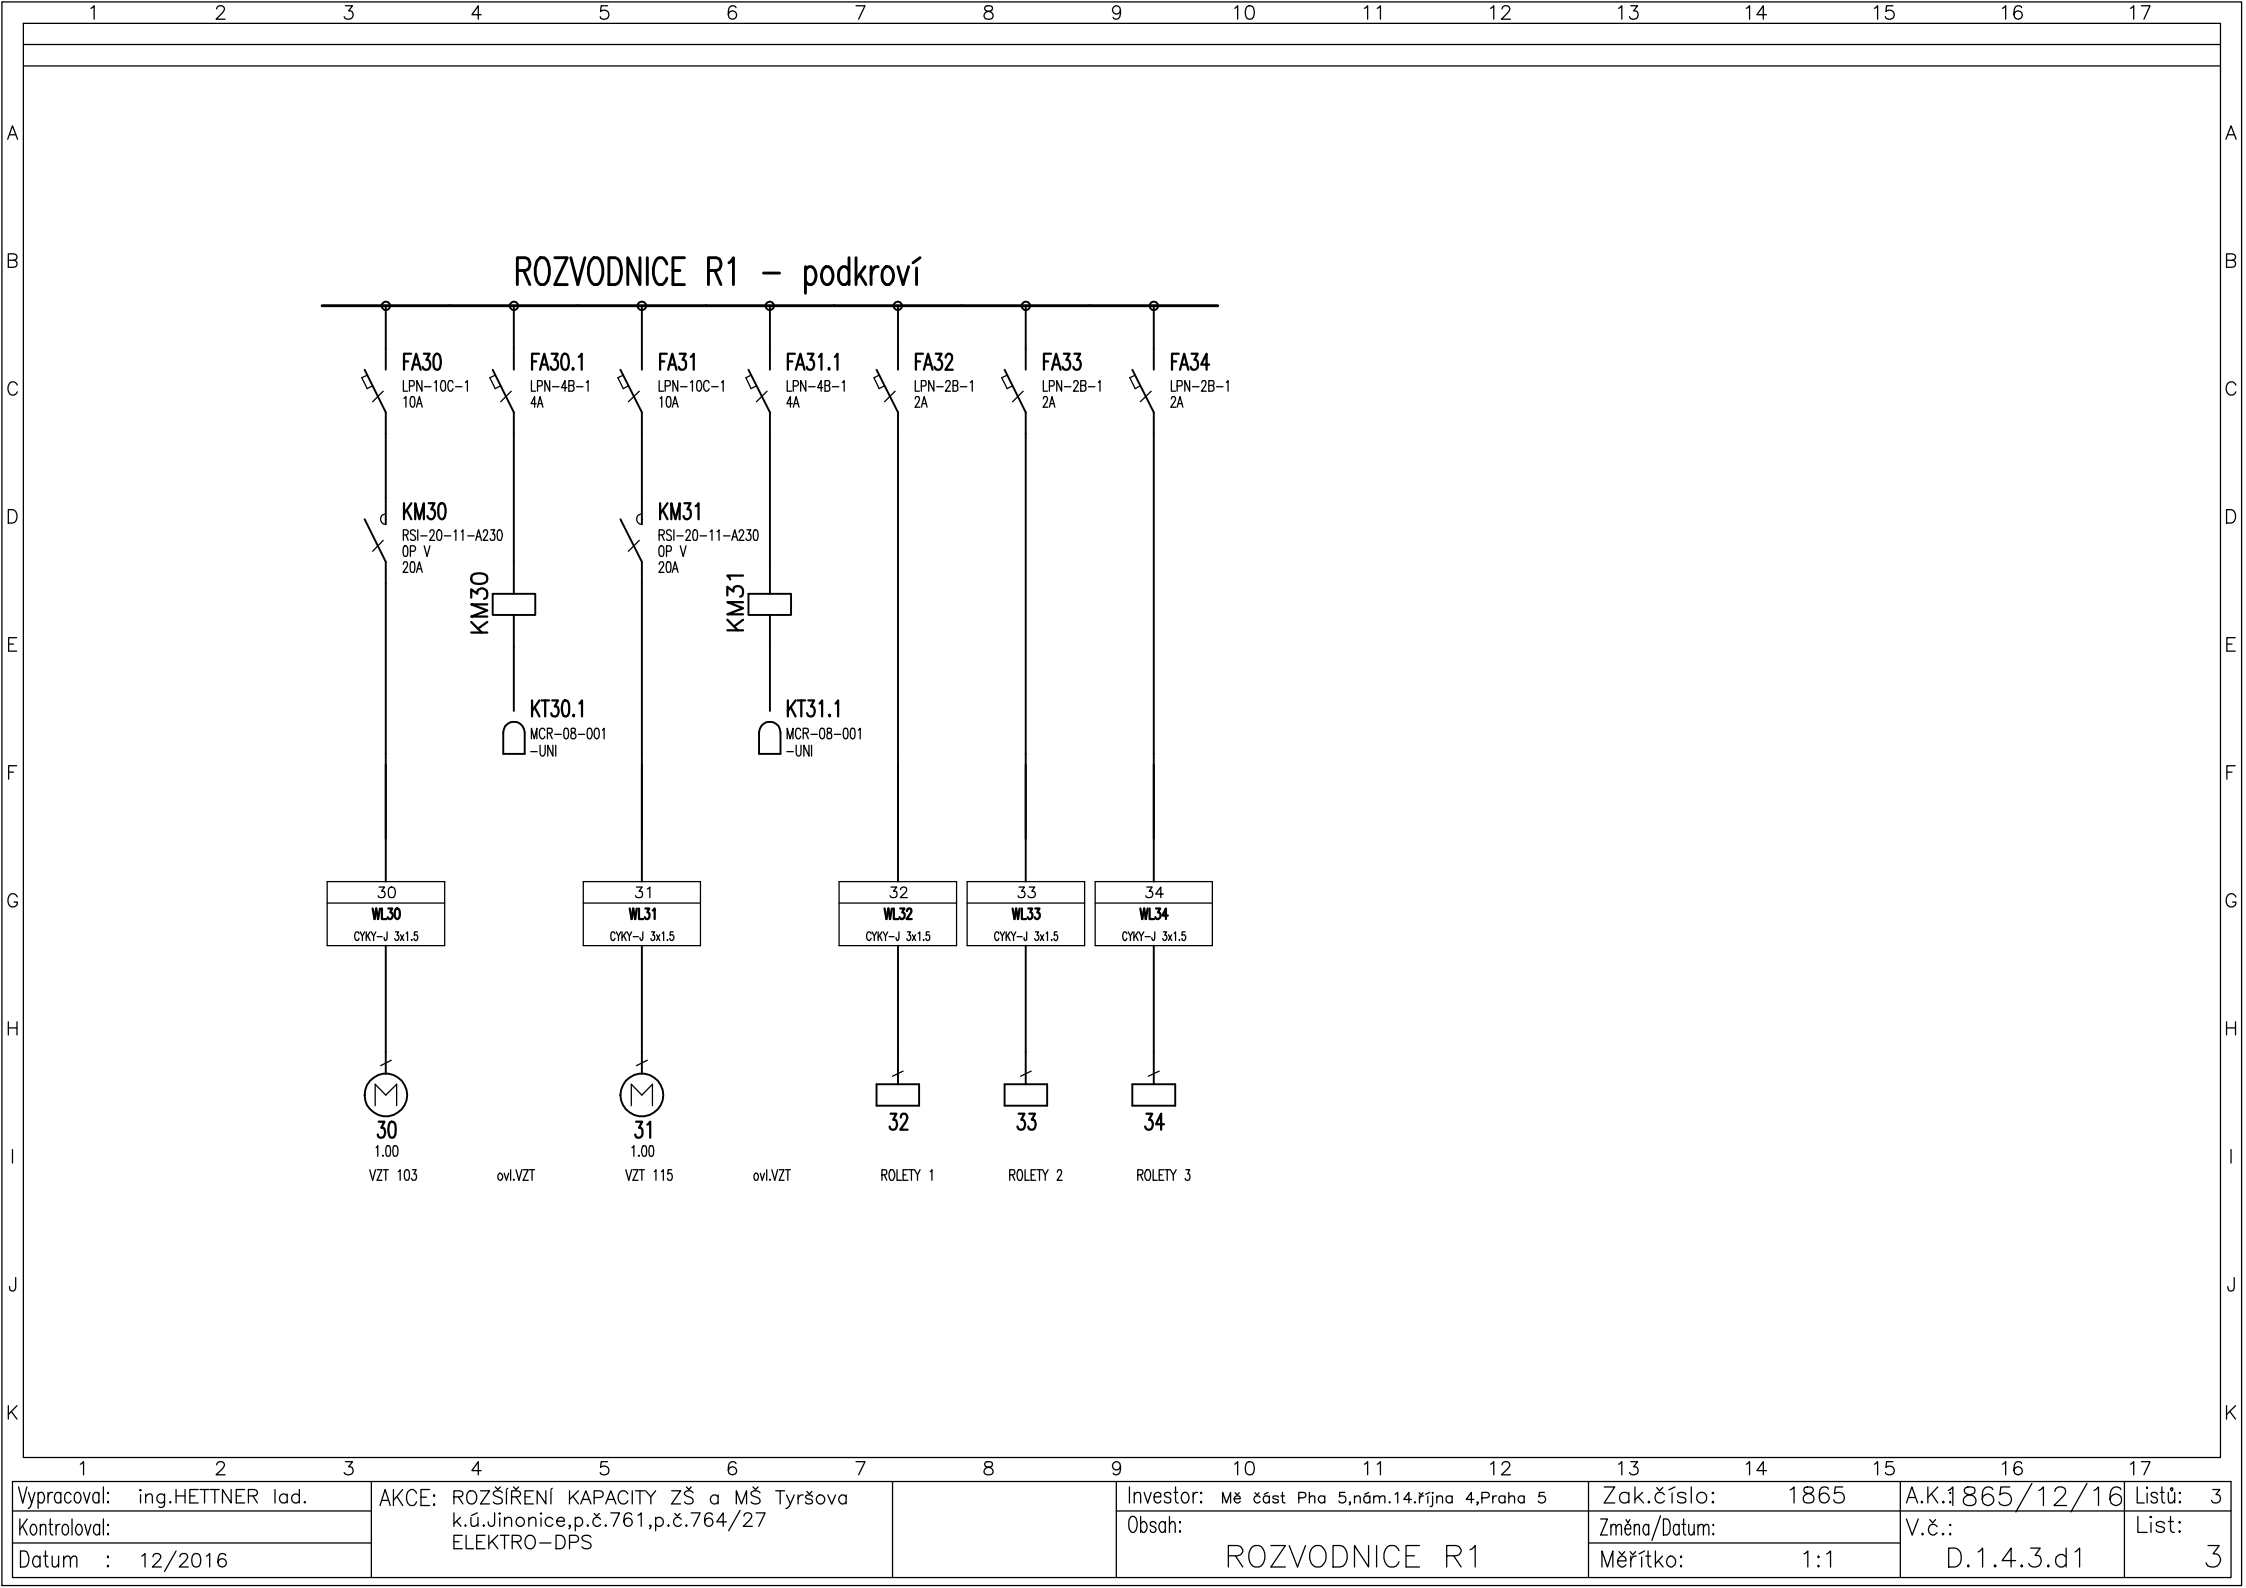 1 2 3 4 5 6 7 8 9 10 11 12 13 14 15 16 17
A A
B B
ROZVODNICE R1 – podkroví
FA30 FA30.1 FA31 FA31.1 FA32 FA33 FA34
C LPN-10C-1 LPN-4B-1 LPN-10C-1 LPN-4B-1 LPN-2B-1 LPN-2B-1 LPN-2B-1 C
10A 4A 10A 4A 2A 2A 2A
D KM30 KM31 D
RSI-20-11-A230 RSI-20-11-A230
0P V 0P V
20A 20A
KM30 KM31
E E
KT30.1 KT31.1
MCR-08-001 MCR-08-001
-UNI -UNI
F F
30 31 32 33 34
G G
WL30 WL31 WL32 WL33 WL34
CYKY-J 3x1.5 CYKY-J 3x1.5 CYKY-J 3x1.5 CYKY-J 3x1.5 CYKY-J 3x1.5
H H
M M
30 31 32 33 34
1.00 1.00
I I
VZT 103 ovl.VZT VZT 115 ovl.VZT ROLETY 1 ROLETY 2 ROLETY 3
J J
K K
1 2 3 4 5 6 7 8 9 10 11 12 13 14 15 16 17
Vypracoval: ing.HETTNER lad.
Kontroloval:
Datum : 12/2016
AKCE: ROZŠÍŘENÍ KAPACITY ZŠ a MŠ Tyršova
k.ú.Jinonice,p.č.761,p.č.764/27
ELEKTRO-DPS
Investor: Mě část Pha 5,nám.14.října 4,Praha 5
Obsah:
ROZVODNICE R1
Zak.číslo: 1865
Změna/Datum:
Měřítko: 1:1
A.K.:1865/12/16
V.č.:
D.1.4.3.d1
Listů: 3
List:
3